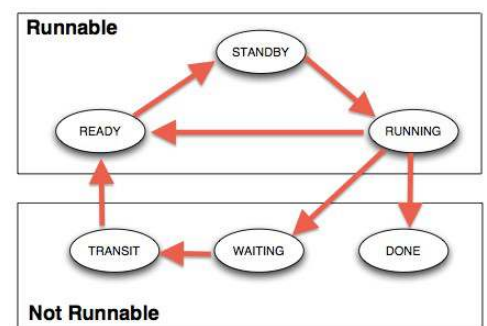 Runnable
STANDBY
READY
RUNNING
TRANSIT
WAITING
DONE
Not Runnable